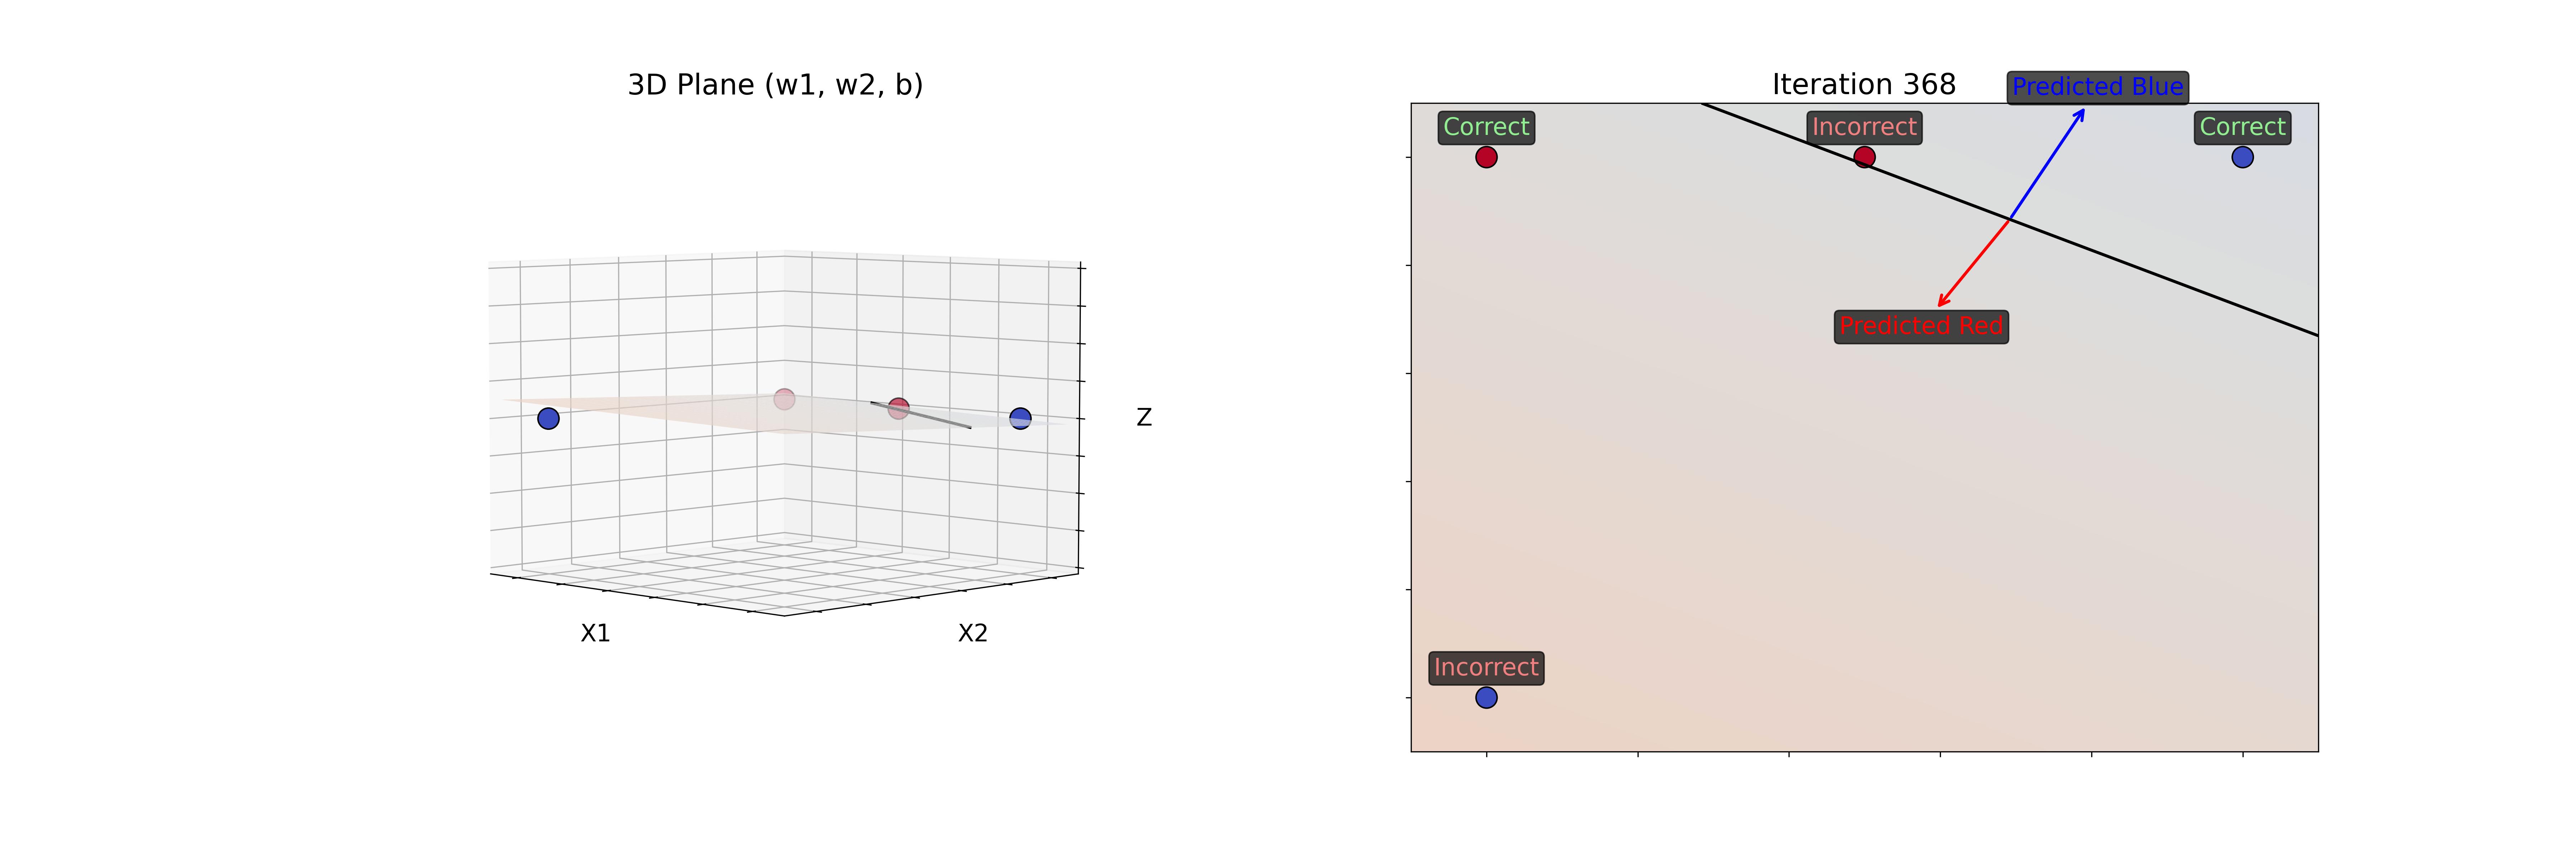 3D Plane (w1, w2, b)
Z
X1
X2
Iteration 368
Predicted Blue
Correct
Incorrect
Correct
Predicted Red
Incorrect